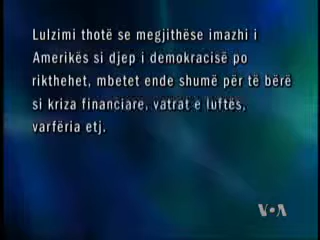 Lulzimi thotë se megjithëse imazhi i
Amerikës si djep i demokracisë po
rikthehet, mbetet ende shumë për të bërë
si kriza financiare, vatrat e luftës,
varfëria etj.
VOA